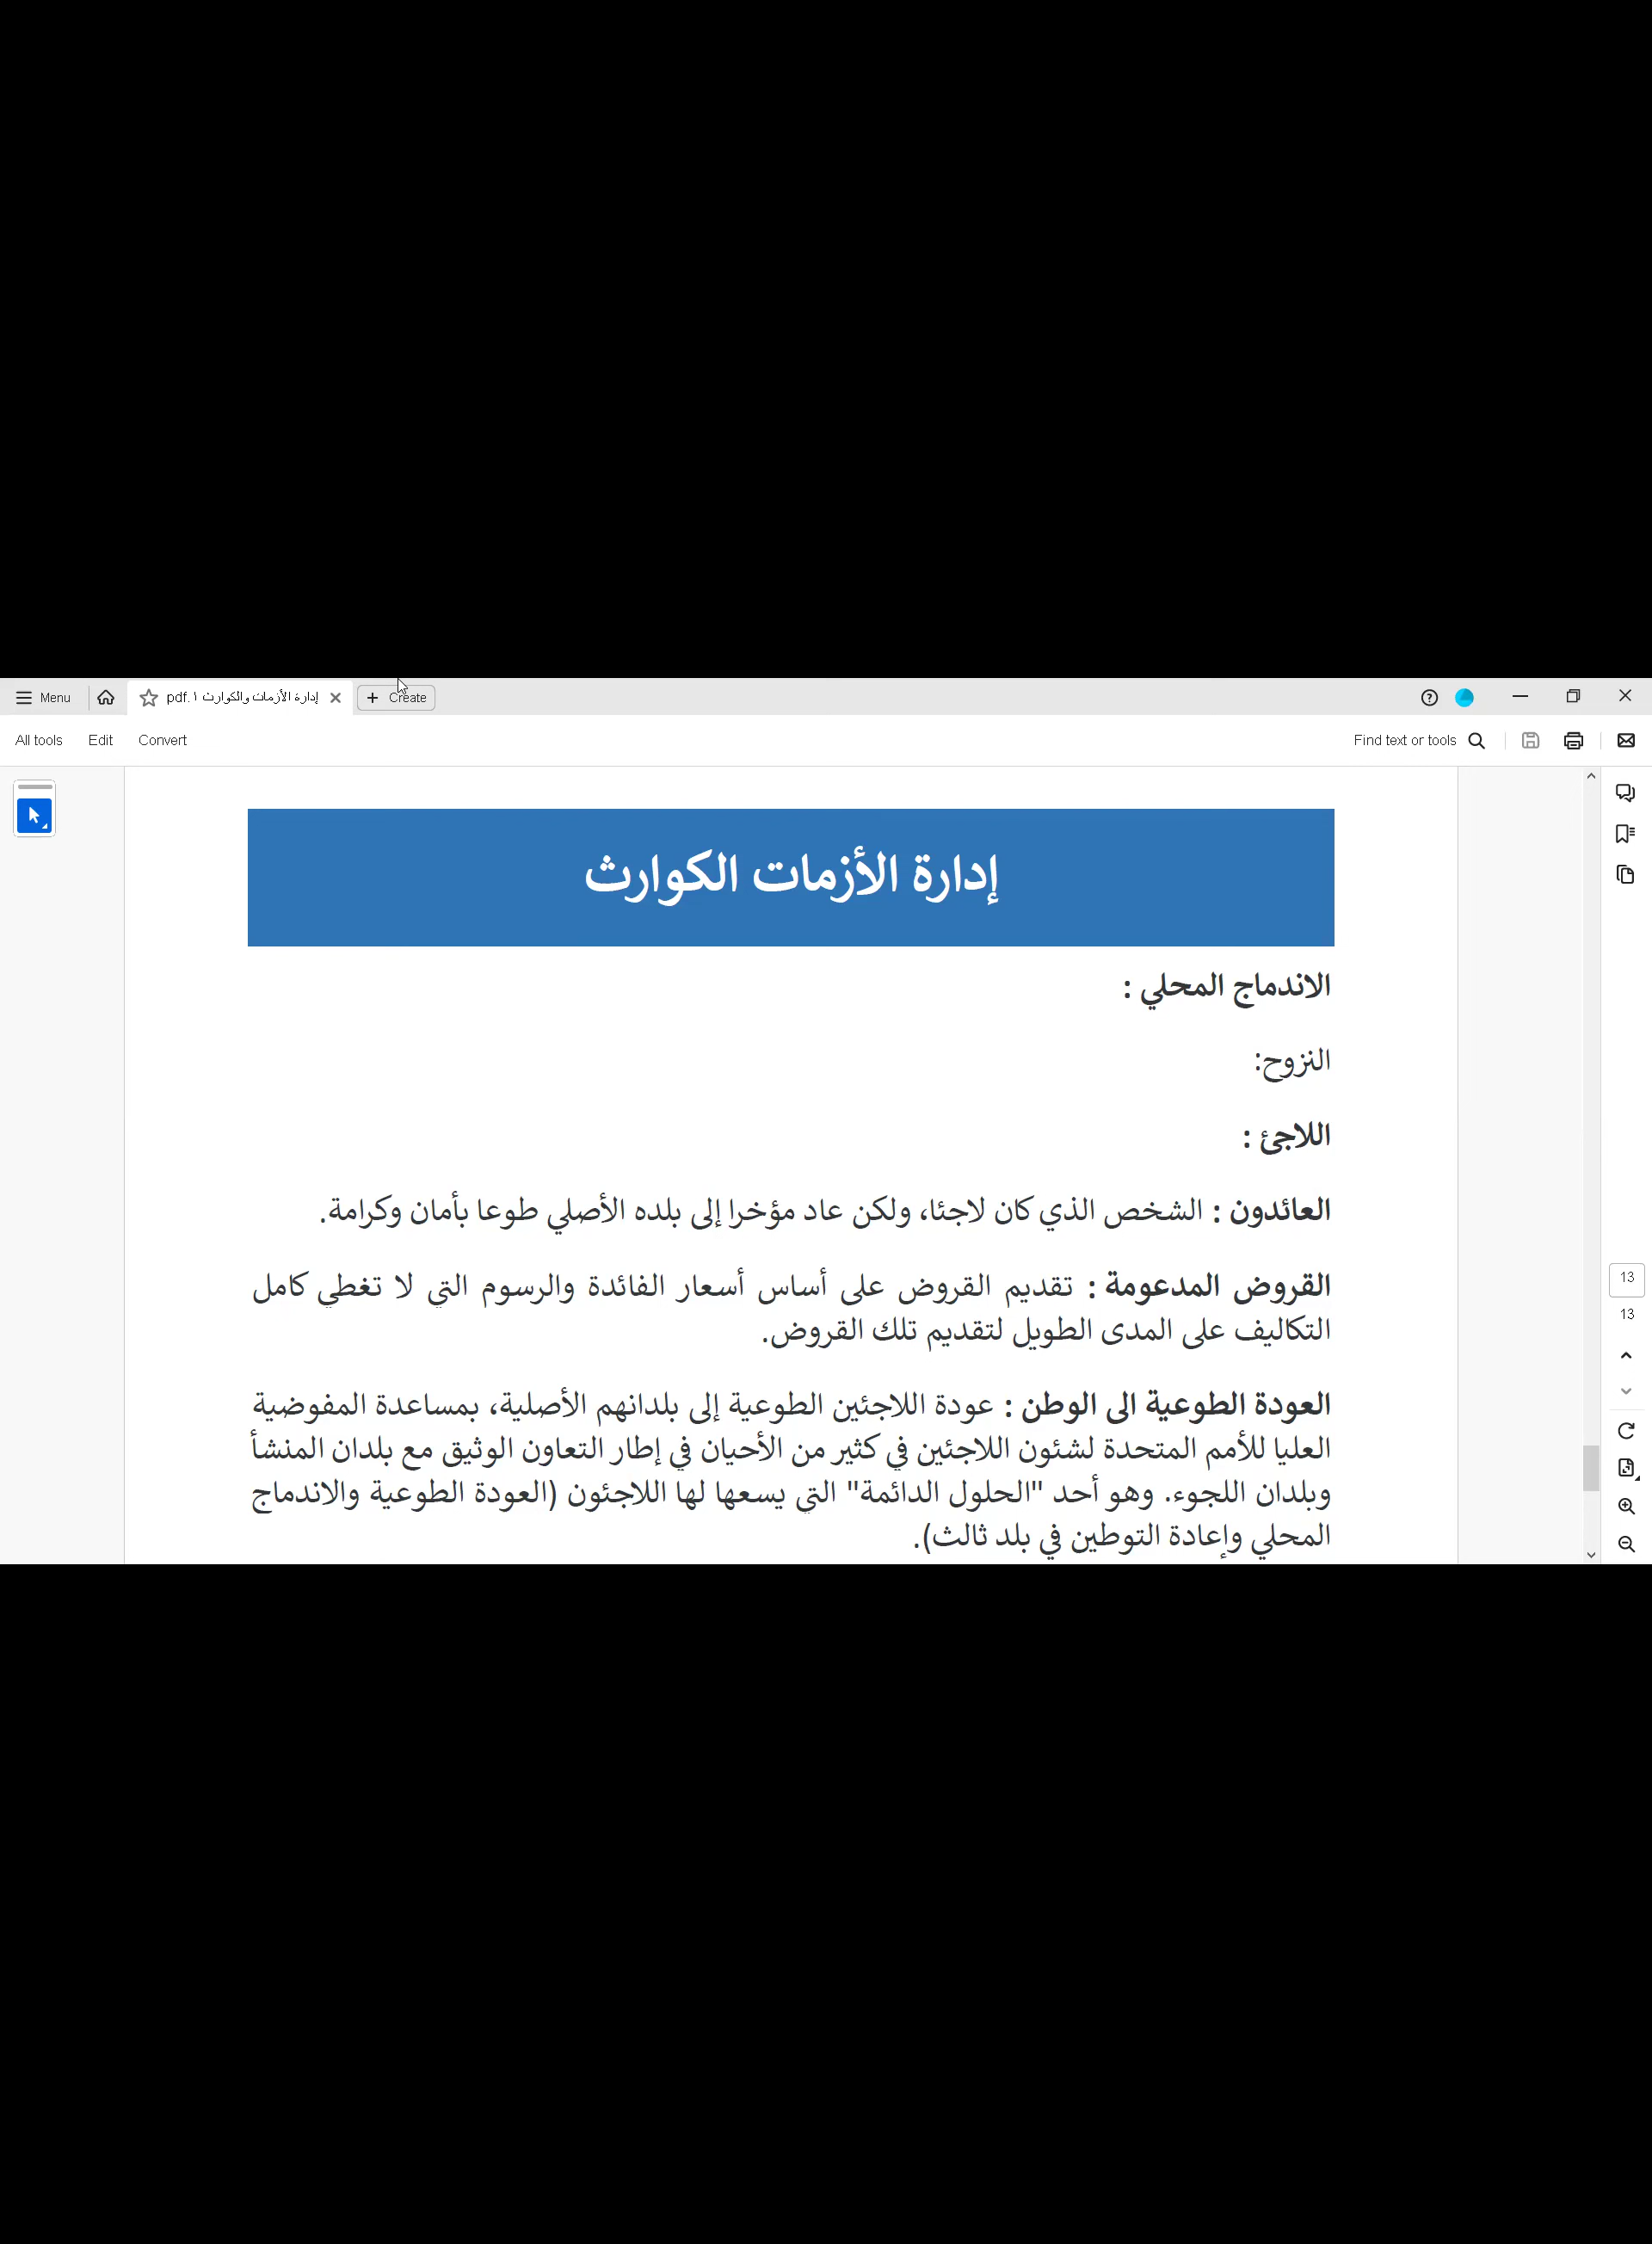 Menu
إدارة الأزمات والكوارث ١.pdf
Create
All tools Edit Convert
Find text or tools
إدارة الأزمات الكوارث
الاندماج المحلي :
النزوح:
اللاجئ :
العائدون : الشخص الذي كان لاجئا، ولكن عاد مؤخرا إلى بلده الأصلي طوعا بأمان وكرامة.
القروض المدعومة : تقديم القروض على أساس أسعار الفائدة والرسوم التي لا تغطي كامل
التكاليف على المدى الطويل لتقديم تلك القروض.
العودة الطوعية الى الوطن : عودة اللاجئين الطوعية إلى بلدانهم الأصلية، بمساعدة المفوضية
العليا للأمم المتحدة لشئون اللاجئين في كثير من الأحيان في إطار التعاون الوثيق مع بلدان المنشأ
وبلدان اللجوء. وهو أحد "الحلول الدائمة" التي يسعها لها اللاجئون (العودة الطوعية والاندماج
المحلي وإعادة التوطين في بلد ثالث).
13
13